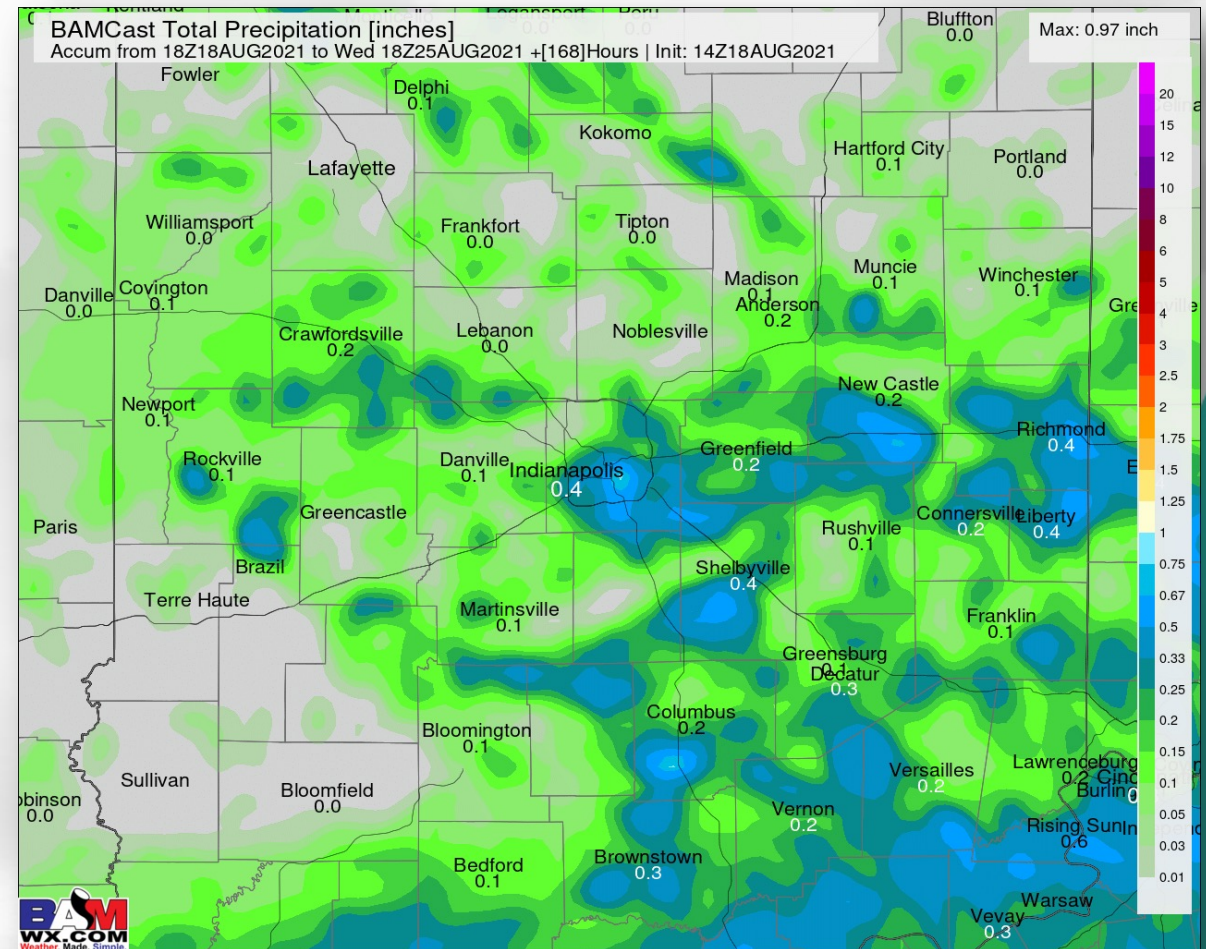 BAMCast Total Precipitation [inches]
Accum from 18Z18AUG2021 to Wed 18Z25AUG2021 +[168]Hours | Init: 14Z18AUG2021
Max: 0.97 inch
Bluffton
0.0
Fowler
Delphi
0.1
Kokomo
Lafayette
Hartford City
0.1
Portland
0.0
Williamsport
0.0
Frankfort
0.0
Tipton
0.0
Danville
0.0
Covington
0.1
Madison
0.1
Anderson
0.2
Muncie
0.1
Winchester
0.1
Crawfordsville
0.2
Lebanon
0.0
Noblesville
Newport
0.1
New Castle
0.2
Richmond
0.4
Rockville
0.1
Danville
0.1
Indianapolis
0.4
Greenfield
0.2
Greencastle
Paris
Rushville
0.1
Connersville
0.2
Liberty
0.4
Brazil
Shelbyville
0.4
Terre Haute
Martinsville
0.1
Franklin
0.1
Greensburg
0.1
Decatur
0.3
Columbus
0.2
Bloomington
0.1
Sullivan
Bloomfield
0.0
Versailles
0.2
Lawrenceburg
0.2
0.0
Vernon
0.2
Rising Sun
0.6
Bedford
0.1
Brownstown
0.3
Warsaw
Vevay
0.3
20
15
12
10
8
6
5
4
3
2.5
2
1.75
1.5
1.25
1
0.75
0.67
0.5
0.33
0.25
0.2
0.15
0.1
0.05
0.03
0.01
BAM
WX.COM
Weather. Made. Simple.